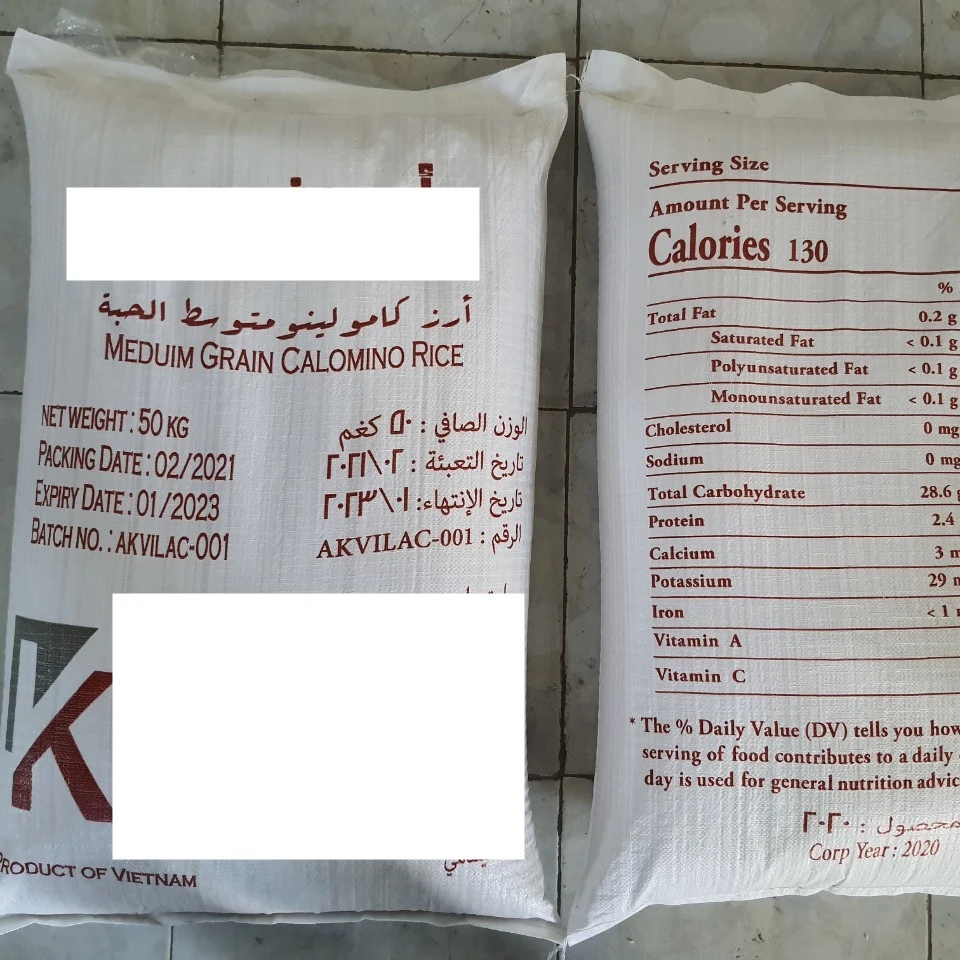 أرز كامولينو متوسط الحبة
MEDUIM GRAIN CALOMINO RICE
NET WEIGHT : 50 KG
الوزن الصافي : ٥٠ كغم
PACKING DATE : 02/2021
تاريخ التعبئة : ٢٠٢١\٠٢
EXPIRY DATE : 01/2023
تاريخ الإنتهاء: ٢٠٢٣\٠١
BATCH NO. : AKVILAC-001
الرقم : AKVILAC-001
K
PRODUCT OF VIETNAM
Serving Size
Amount Per Serving
Calories 130
%
Total Fat 0.2 g
Saturated Fat < 0.1 g
Polyunsaturated Fat < 0.1 g
Monounsaturated Fat < 0.1 g
Cholesterol 0 mg
Sodium 0 mg
Total Carbohydrate 28.6 g
Protein 2.4
Calcium 3 m
Potassium 29
Iron < 1
Vitamin A
Vitamin C
* The % Daily Value (DV) tells you how
serving of food contributes to a daily
day is used for general nutrition advic
محصول : ٢٠٢٠
Corp Year : 2020